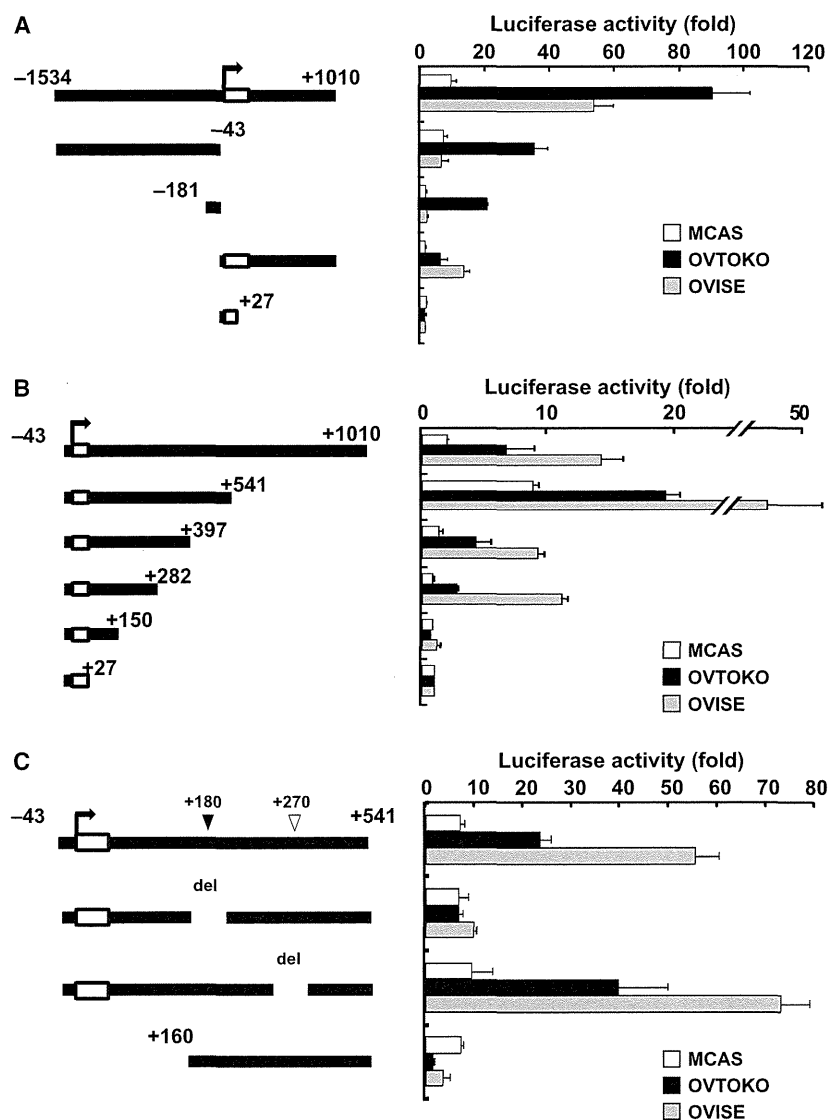 A
Luciferase activity (fold)
0 20 40 60 80 100 120
–1534 +1010
–43
–181
+27
MCAS
OVTOKO
OVISE
B
Luciferase activity (fold)
0 10 20 50
–43 +1010
+541
+397
+282
+150
+27
MCAS
OVTOKO
OVISE
C
Luciferase activity (fold)
0 10 20 30 40 50 60 70 80
–43 +180 +270 +541
del
del
+160
MCAS
OVTOKO
OVISE